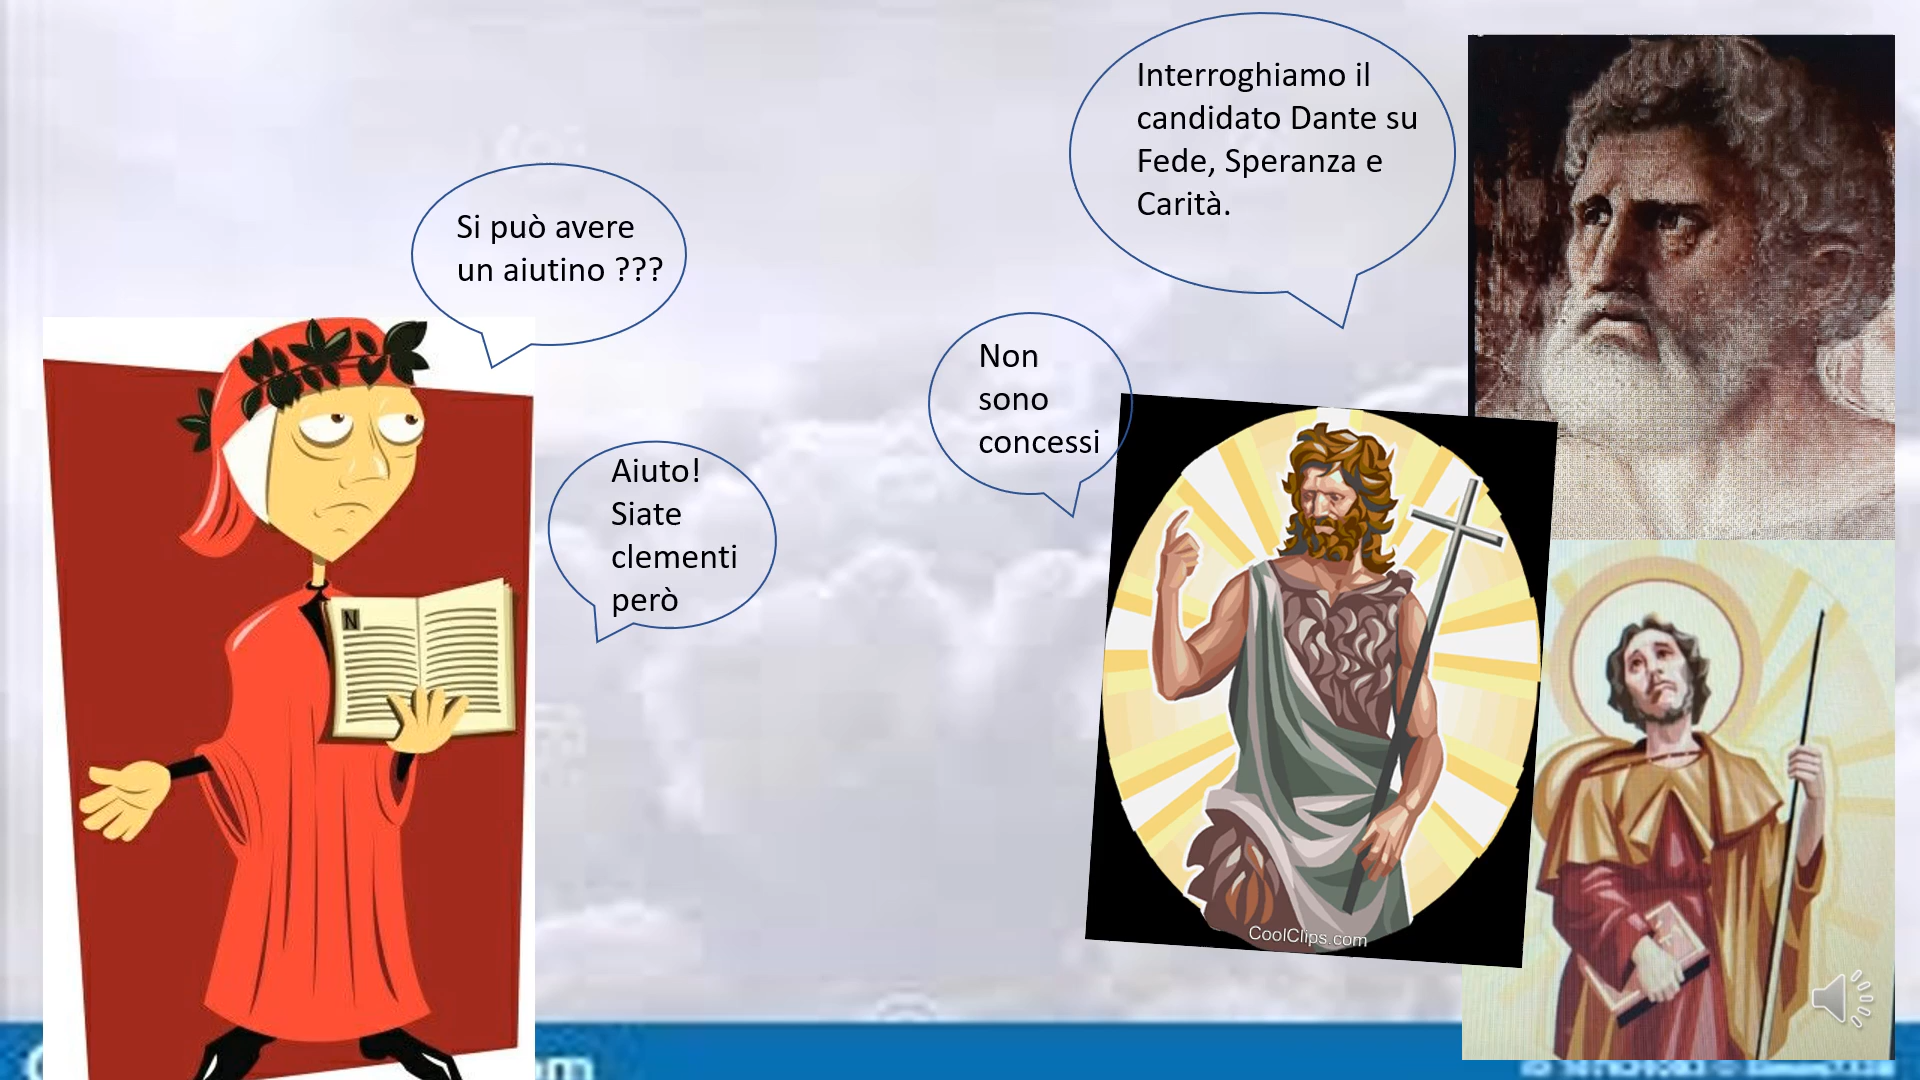 Interroghiamo il
candidato Dante su
Fede, Speranza e
Carità.
Si può avere
un aiutino ???
Non
sono
concessi
Aiuto!
Siate
clementi
però
N
CoolClips.com